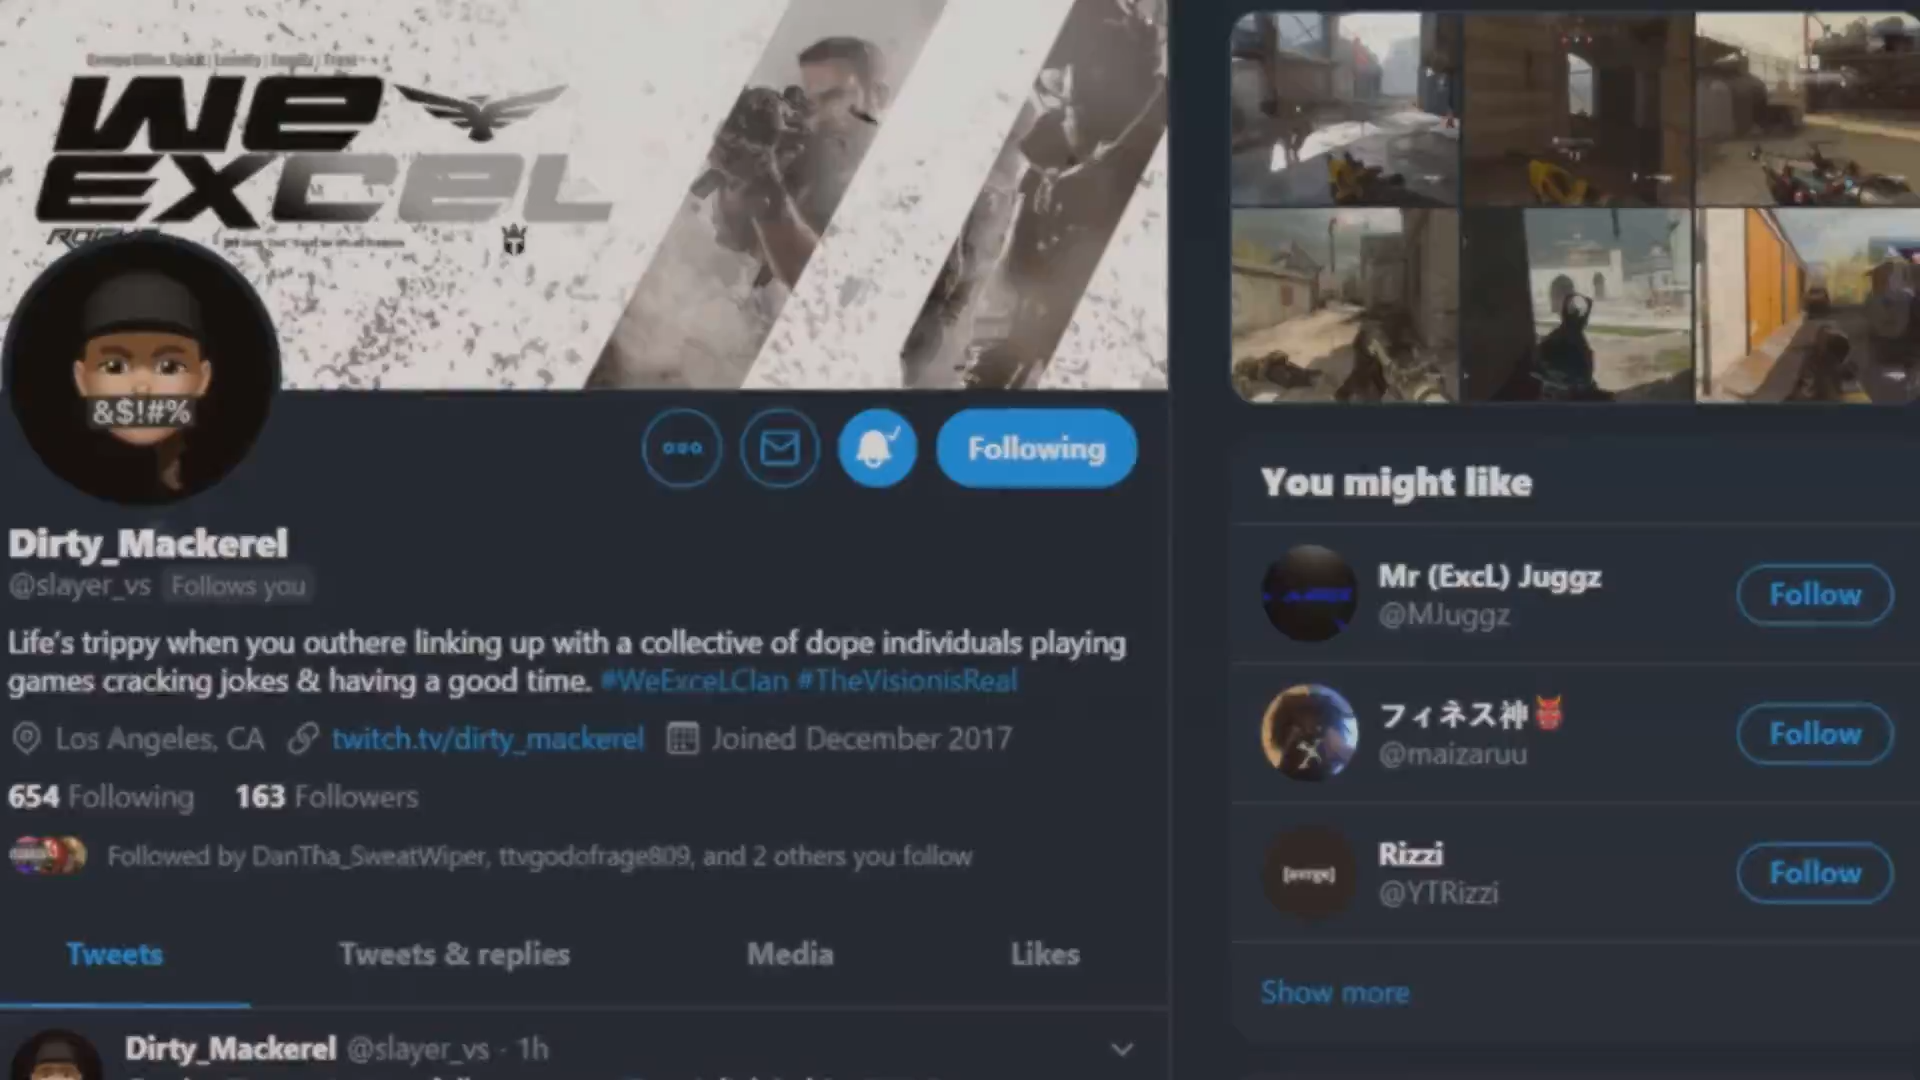 WE
EXCEL
&$!#%
Following
Dirty_Mackerel
@slayer_vs Follows you
Life's trippy when you outhere linking up with a collective of dope individuals playing
games cracking jokes & having a good time. #WeExceLClan #TheVisionisReal
Los Angeles, CA twitch.tv/dirty_mackerel Joined December 2017
654 Following 163 Followers
Followed by DanTha_SweatWiper, ttvgodofrage809, and 2 others you follow
Tweets Tweets & replies Media Likes
Dirty_Mackerel @slayer_vs · 1h
You might like
Mr (ExcL) Juggz
@MJuggz
Follow
フィネス神👹
@maizaruu
Follow
Rizzi
@YTRizzi
Follow
Show more